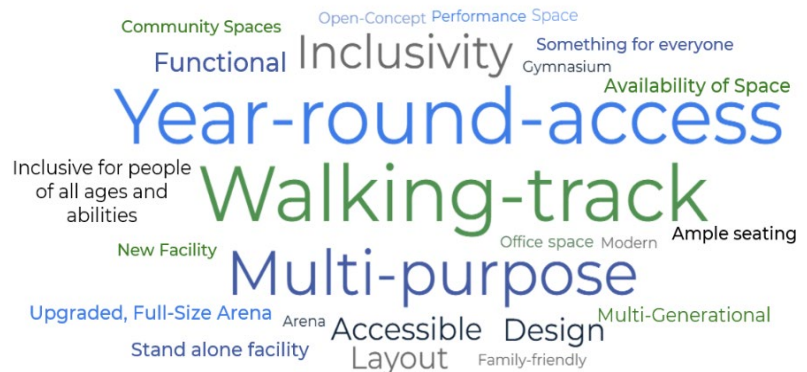 Open-Concept Performance Space
Community Spaces
Inclusivity
Something for everyone
Functional
Gymnasium
Availability of Space
Year-round-access
Inclusive for people
of all ages and
abilities
Walking-track
Ample seating
Office space
Modern
New Facility
Multi-purpose
Upgraded, Full-Size Arena
Multi-Generational
Arena
Accessible
Design
Stand alone facility
Layout
Family-friendly